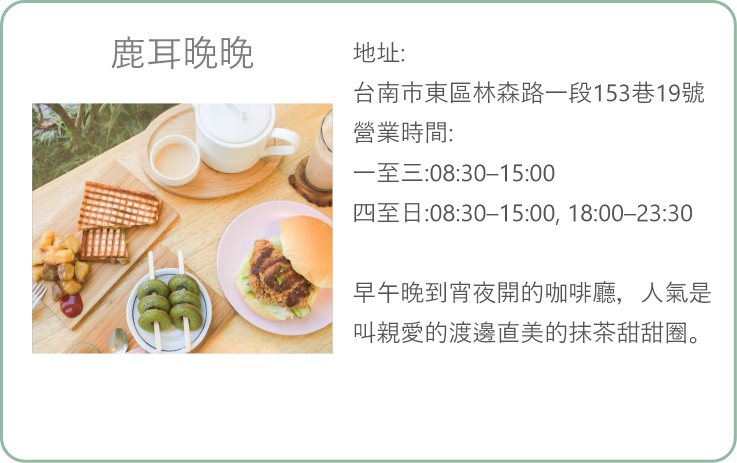 鹿耳晚晚
地址:
台南市東區林森路一段153巷19號
營業時間:
一至三:08:30–15:00
四至日:08:30–15:00, 18:00–23:30
早午晚到宵夜開的咖啡廳，人氣是
叫親愛的渡邊直美的抹茶甜甜圈。